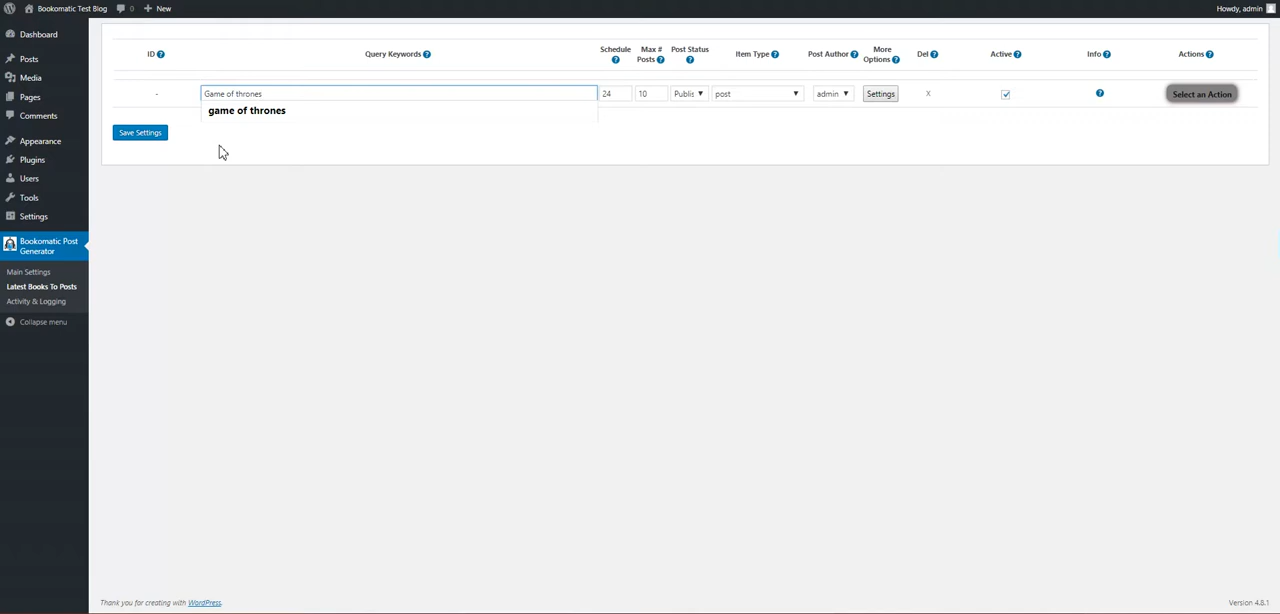 Bookomatic Test Blog 0 New Howdy, admin
Dashboard
Posts
Media
Pages
Comments
Appearance
Plugins
Users
Tools
Settings
Bookomatic Post
Generator
Main Settings
Latest Books To Posts
Activity & Logging
Collapse menu
ID Query Keywords Schedule Max # Posts Post Status Item Type Post Author More Options Del Active Info Actions
- Game of thrones 24 10 Publis post admin Settings X Select an Action
game of thrones
Save Settings
Thank you for creating with WordPress. Version 4.8.1